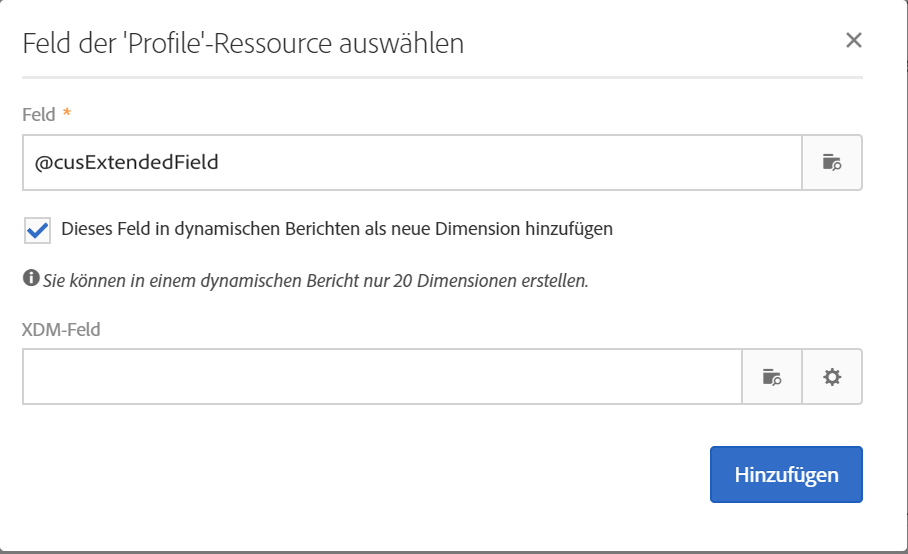 Feld der 'Profile'-Ressource auswählen
Feld *
@cusExtendedField
Dieses Feld in dynamischen Berichten als neue Dimension hinzufügen
Sie können in einem dynamischen Bericht nur 20 Dimensionen erstellen.
XDM-Feld
Hinzufügen